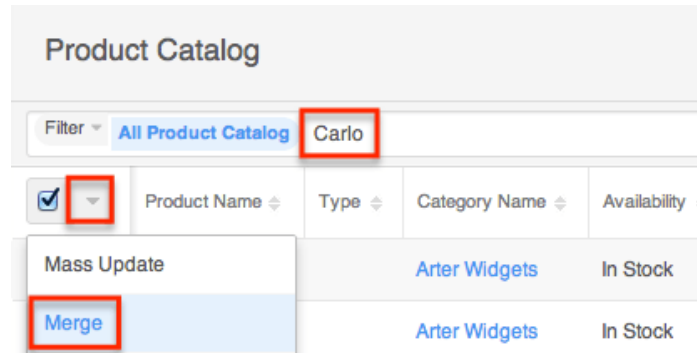 Product Catalog
Filter All Product Catalog Carlo
Product Name Type Category Name Availability
Mass Update Arter Widgets In Stock
Merge Arter Widgets In Stock